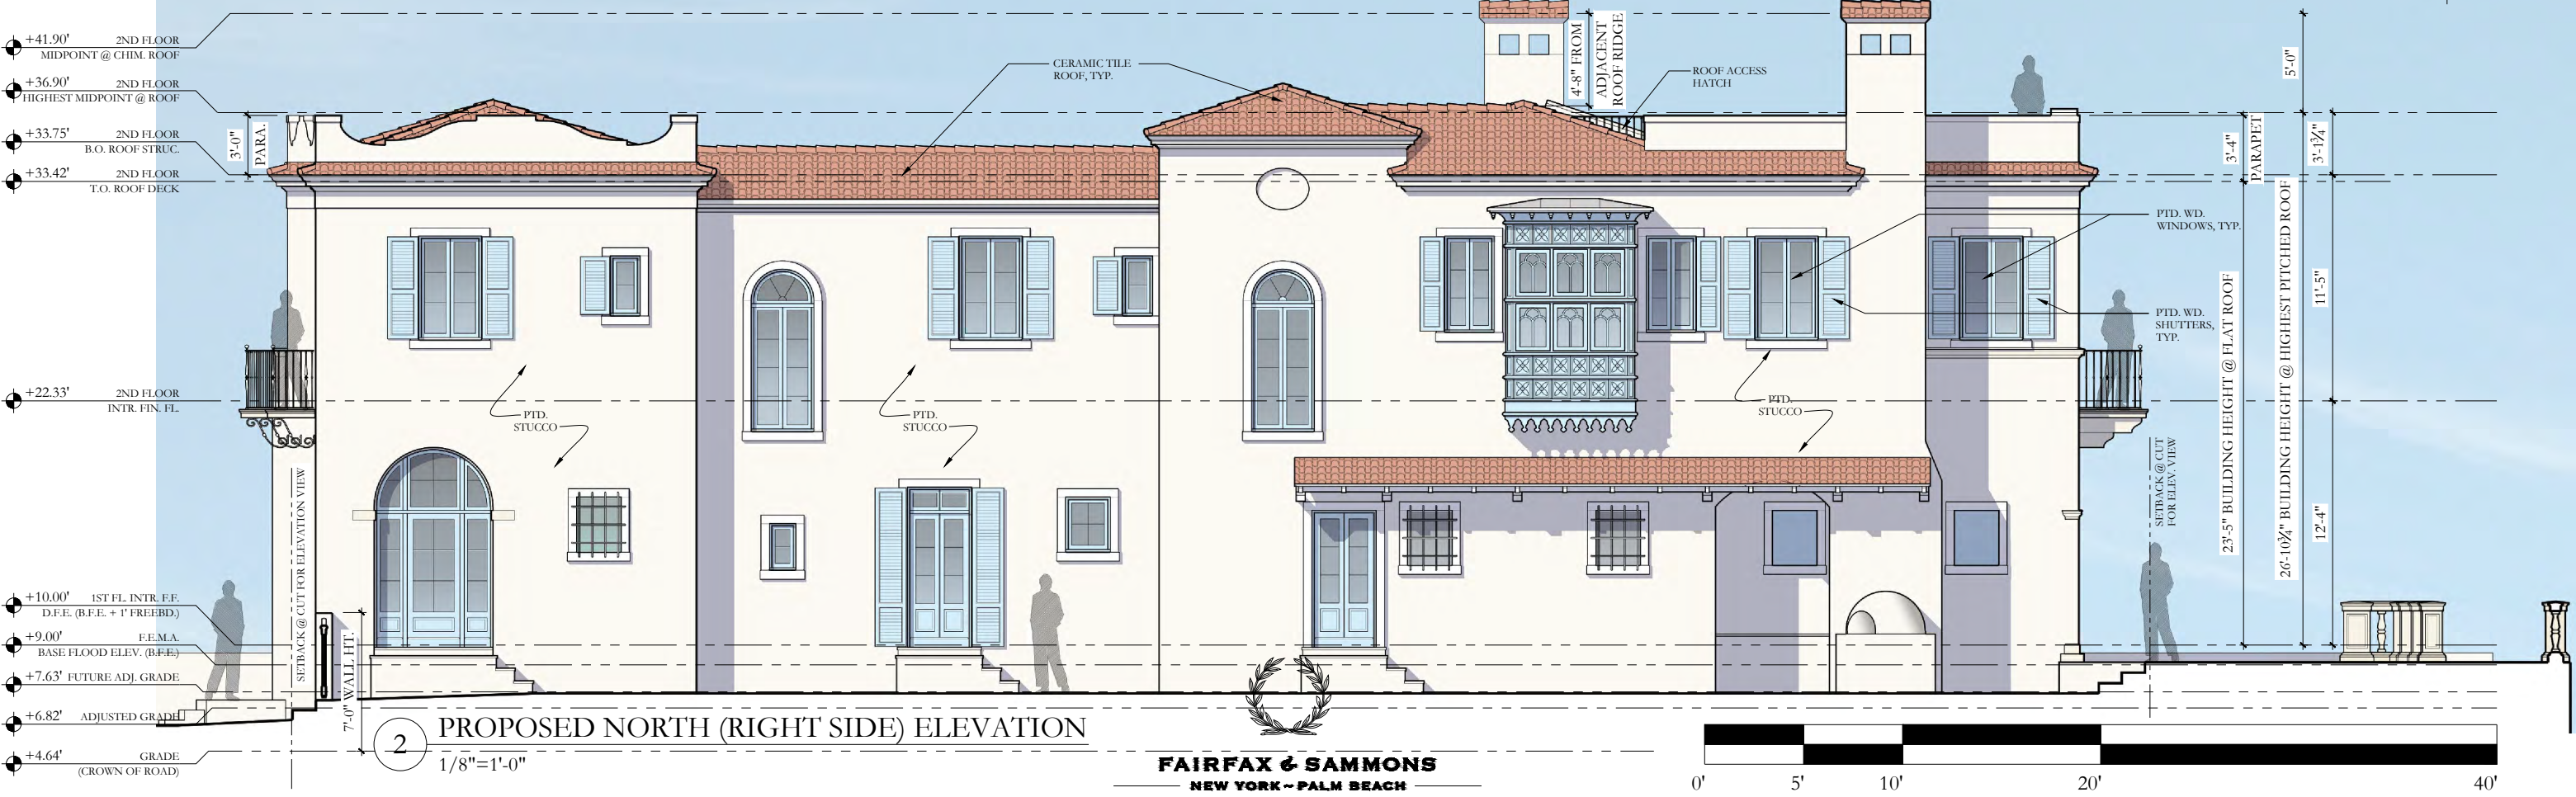 +41.90' 2ND FLOOR
MIDPOINT @ CHIM. ROOF
+36.90' 2ND FLOOR
HIGHEST MIDPOINT @ ROOF
+33.75' 2ND FLOOR
B.O. ROOF STRUC.
+33.42' 2ND FLOOR
T.O. ROOF DECK
+22.33' 2ND FLOOR
INTR. FIN. FL.
+10.00' 1ST FL. INTR. F.F.
D.F.E. (B.F.E. + 1' FREEBD.)
+9.00' F.E.M.A.
BASE FLOOD ELEV. (B.F.E.)
+7.63' FUTURE ADJ. GRADE
+6.82' ADJUSTED GRADE
+4.64' GRADE
(CROWN OF ROAD)
3'-0"
PARA.
SETBACK @ CUT FOR ELEVATION VIEW
7'-0" WALL HT.
CERAMIC TILE
ROOF, TYP.
4'-8" FROM
ADJACENT
ROOF RIDGE
ROOF ACCESS
HATCH
PTD.
STUCCO
PTD.
STUCCO
PTD.
STUCCO
PTD. WD.
WINDOWS, TYP.
PTD. WD.
SHUTTERS,
TYP.
SETBACK @ CUT
FOR ELEV. VIEW
3'-4"
PARAPET
23'-5" BUILDING HEIGHT @ FLAT ROOF
26'-10¾" BUILDING HEIGHT @ HIGHEST PITCHED ROOF
5'-0"
3'-1¾"
11'-5"
12'-4"
2 PROPOSED NORTH (RIGHT SIDE) ELEVATION
1/8"=1'-0"
FAIRFAX & SAMMONS
NEW YORK ~ PALM BEACH
0' 5' 10' 20' 40'